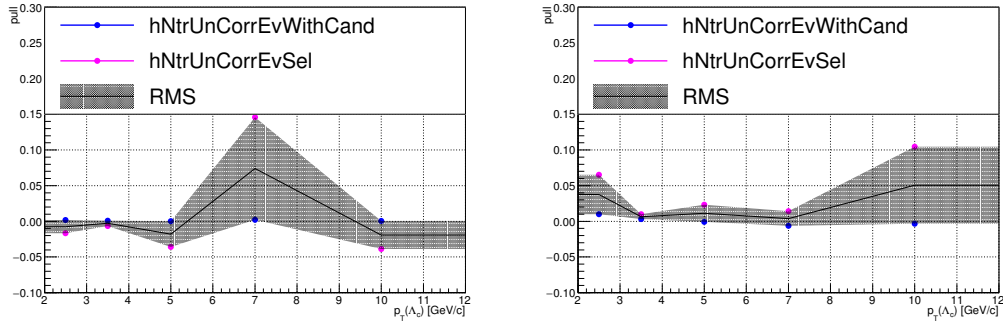 pull
0.30
0.25
0.20
0.15
0.10
0.05
0.00
−0.05
−0.10
hNtrUnCorrEvWithCand
hNtrUnCorrEvSel
RMS
2 3 4 5 6 7 8 9 10 11 12
p_T(Λ_c) [GeV/c]
pull
0.30
0.25
0.20
0.15
0.10
0.05
0.00
−0.05
−0.10
hNtrUnCorrEvWithCand
hNtrUnCorrEvSel
RMS
2 3 4 5 6 7 8 9 10 11 12
p_T(Λ_c) [GeV/c]